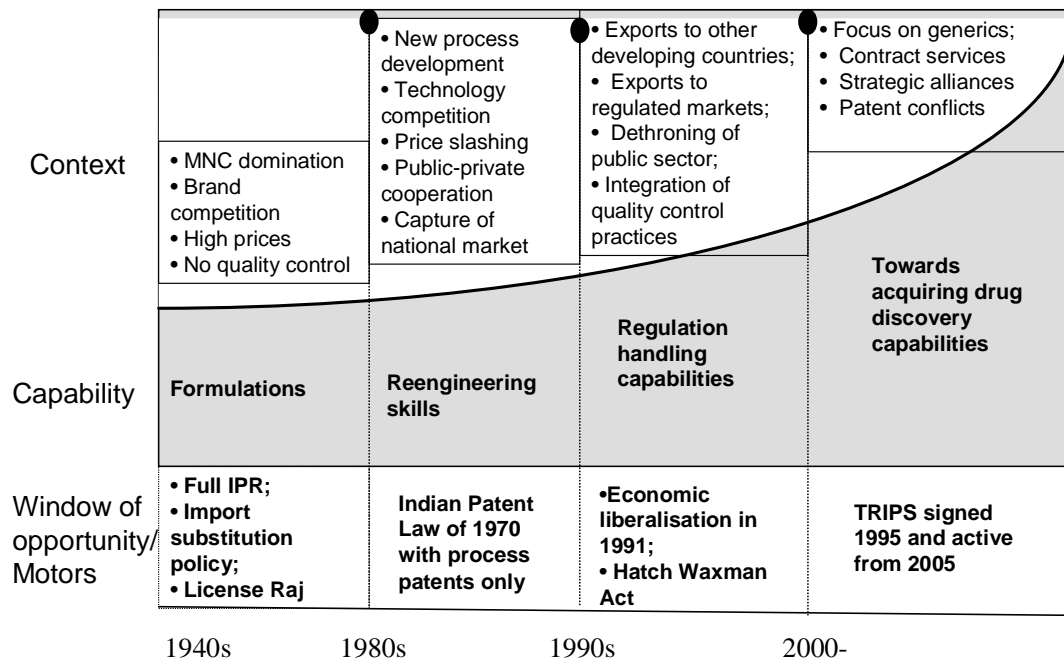 Context
• MNC domination
• Brand
competition
• High prices
• No quality control
• New process
development
• Technology
competition
• Price slashing
• Public-private
cooperation
• Capture of
national market
• Exports to other
developing countries;
• Exports to
regulated markets;
• Dethroning of
public sector;
• Integration of
quality control
practices
• Focus on generics;
• Contract services
• Strategic alliances
• Patent conflicts
Capability
Formulations
Reengineering
skills
Regulation
handling
capabilities
Towards
acquiring drug
discovery
capabilities
Window of
opportunity/
Motors
• Full IPR;
• Import
substitution
policy;
• License Raj
Indian Patent
Law of 1970
with process
patents only
•Economic
liberalisation in
1991;
• Hatch Waxman
Act
TRIPS signed
1995 and active
from 2005
1940s 1980s 1990s 2000-